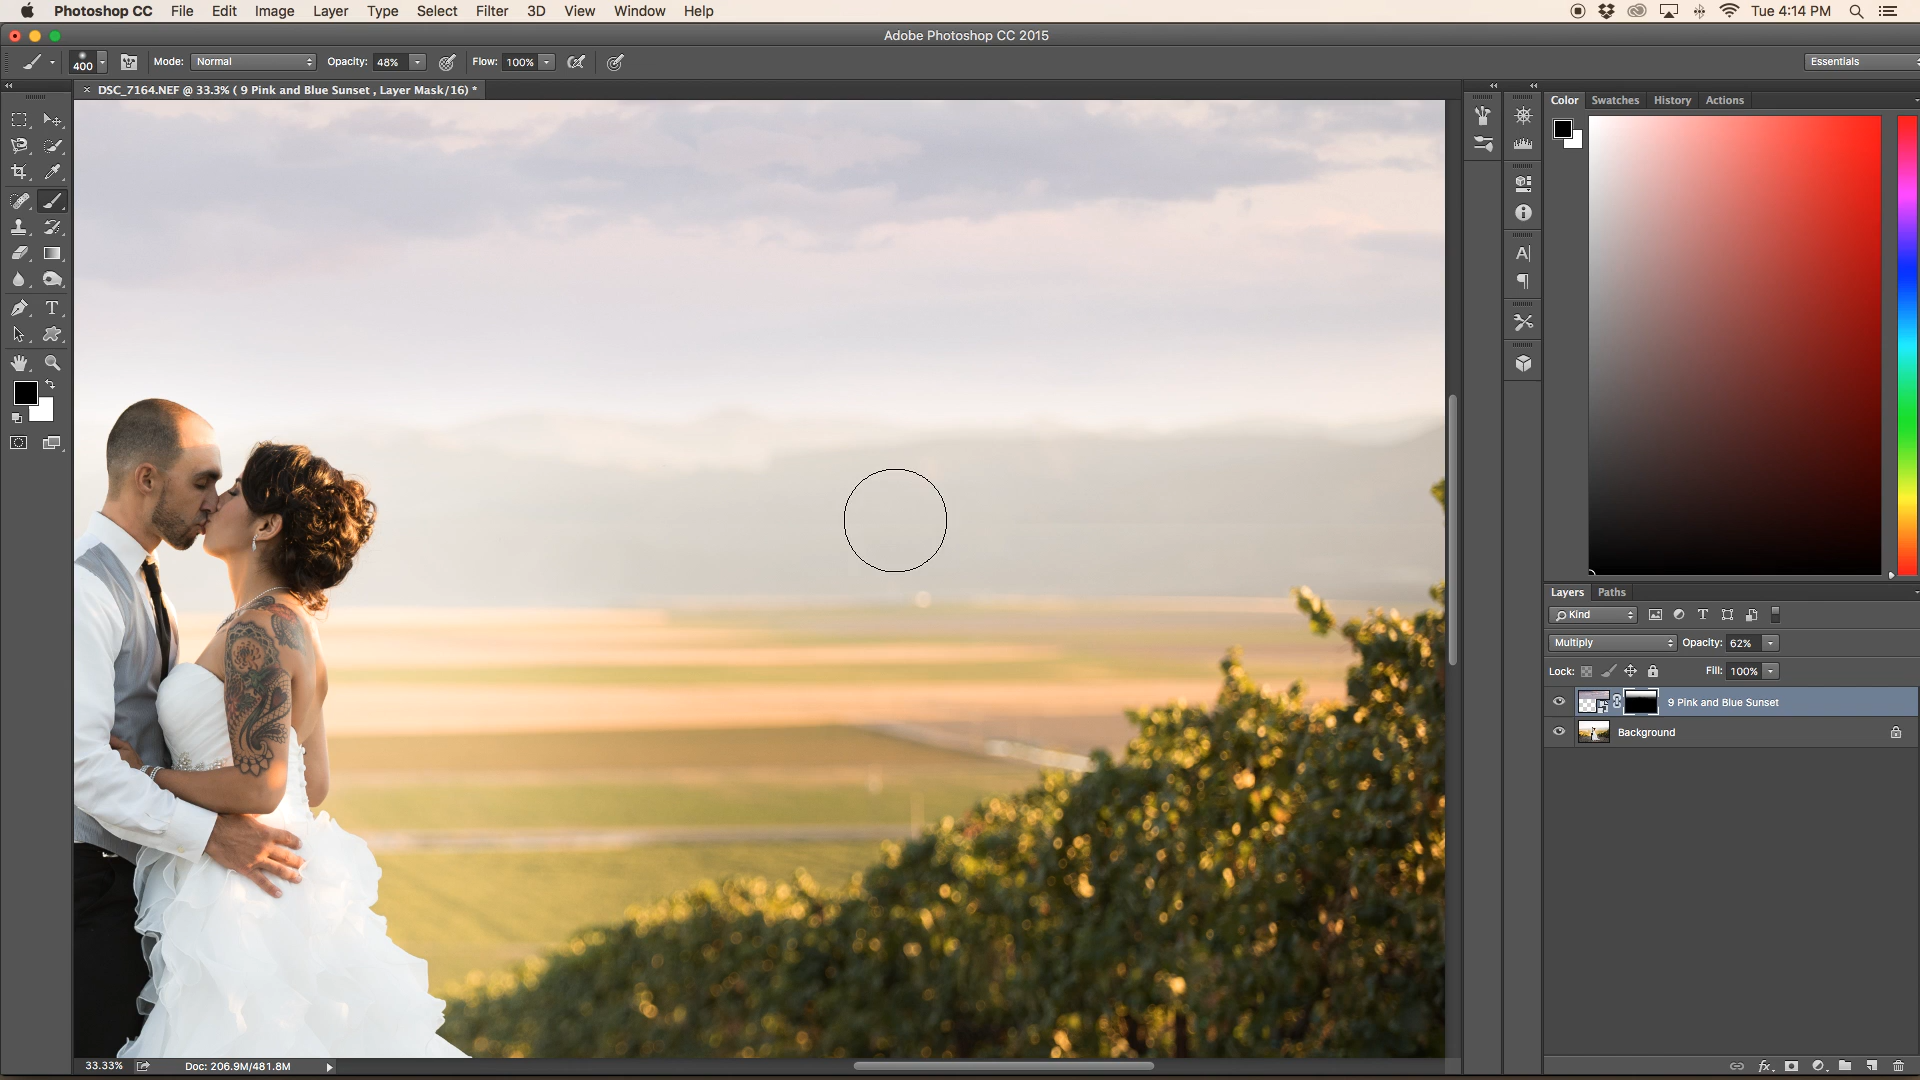 Photoshop CC File Edit Image Layer Type Select Filter 3D View Window Help Tue 4:14 PM
Adobe Photoshop CC 2015
400 Mode: Normal Opacity: 48% Flow: 100% Essentials
DSC_7164.NEF @ 33.3% ( 9 Pink and Blue Sunset , Layer Mask/16) *
Color Swatches History Actions
Layers Paths
Kind
Multiply Opacity: 62%
Lock: Fill: 100%
9 Pink and Blue Sunset
Background
33.33% Doc: 206.9M/481.8M